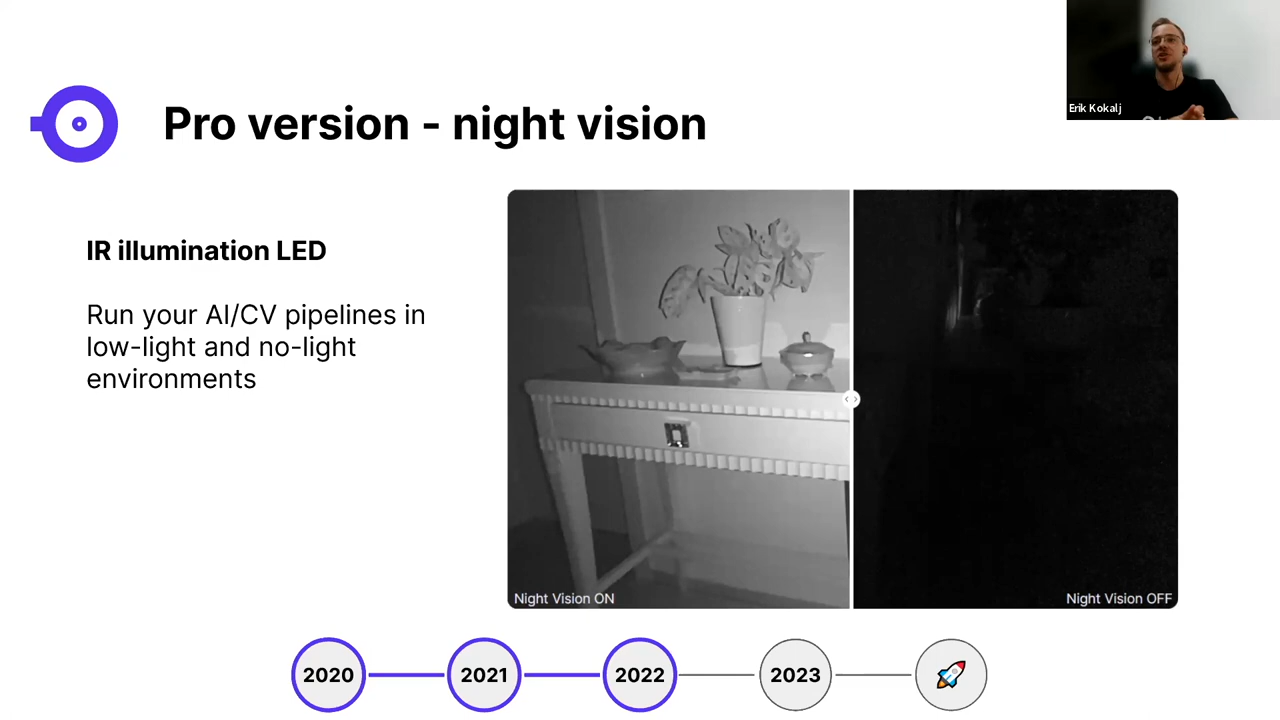 Erik Kokalj
Pro version - night vision
IR illumination LED
Run your AI/CV pipelines in
low-light and no-light
environments
Night Vision ON
Night Vision OFF
2020
2021
2022
2023